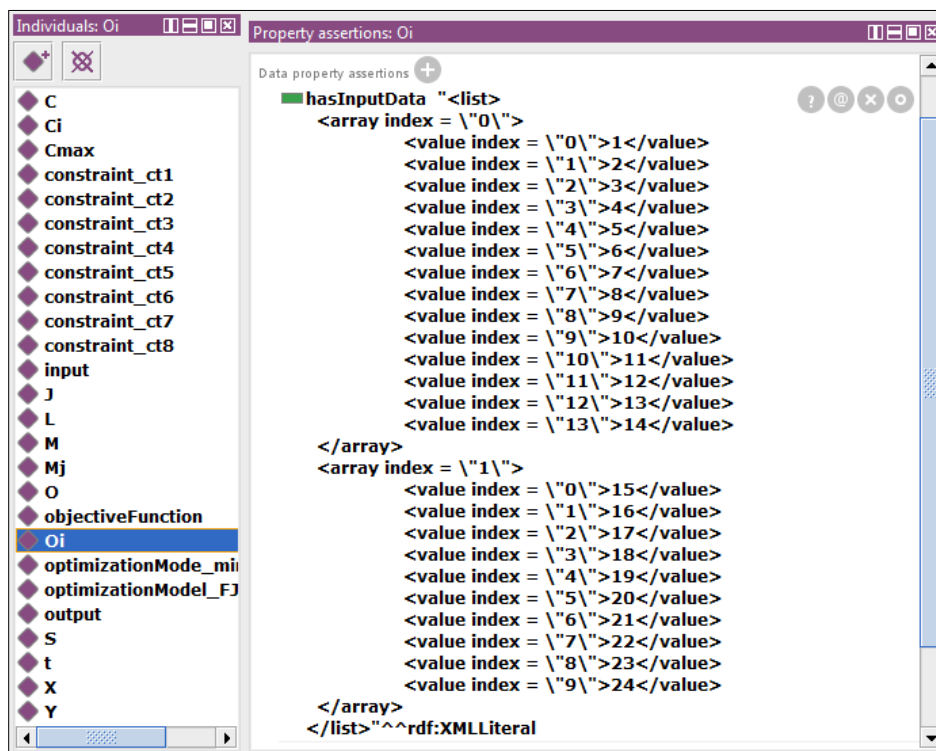 Individuals: Oi
C
Ci
Cmax
constraint_ct1
constraint_ct2
constraint_ct3
constraint_ct4
constraint_ct5
constraint_ct6
constraint_ct7
constraint_ct8
input
J
L
M
Mj
O
objectiveFunction
Oi
optimizationMode_mi
optimizationModel_FJ
output
S
t
X
Y
Property assertions: Oi
Data property assertions
hasInputData "<list>
<array index = \"0\">
<value index = \"0\">1</value>
<value index = \"1\">2</value>
<value index = \"2\">3</value>
<value index = \"3\">4</value>
<value index = \"4\">5</value>
<value index = \"5\">6</value>
<value index = \"6\">7</value>
<value index = \"7\">8</value>
<value index = \"8\">9</value>
<value index = \"9\">10</value>
<value index = \"10\">11</value>
<value index = \"11\">12</value>
<value index = \"12\">13</value>
<value index = \"13\">14</value>
</array>
<array index = \"1\">
<value index = \"0\">15</value>
<value index = \"1\">16</value>
<value index = \"2\">17</value>
<value index = \"3\">18</value>
<value index = \"4\">19</value>
<value index = \"5\">20</value>
<value index = \"6\">21</value>
<value index = \"7\">22</value>
<value index = \"8\">23</value>
<value index = \"9\">24</value>
</array>
</list>"^^rdf:XMLLiteral